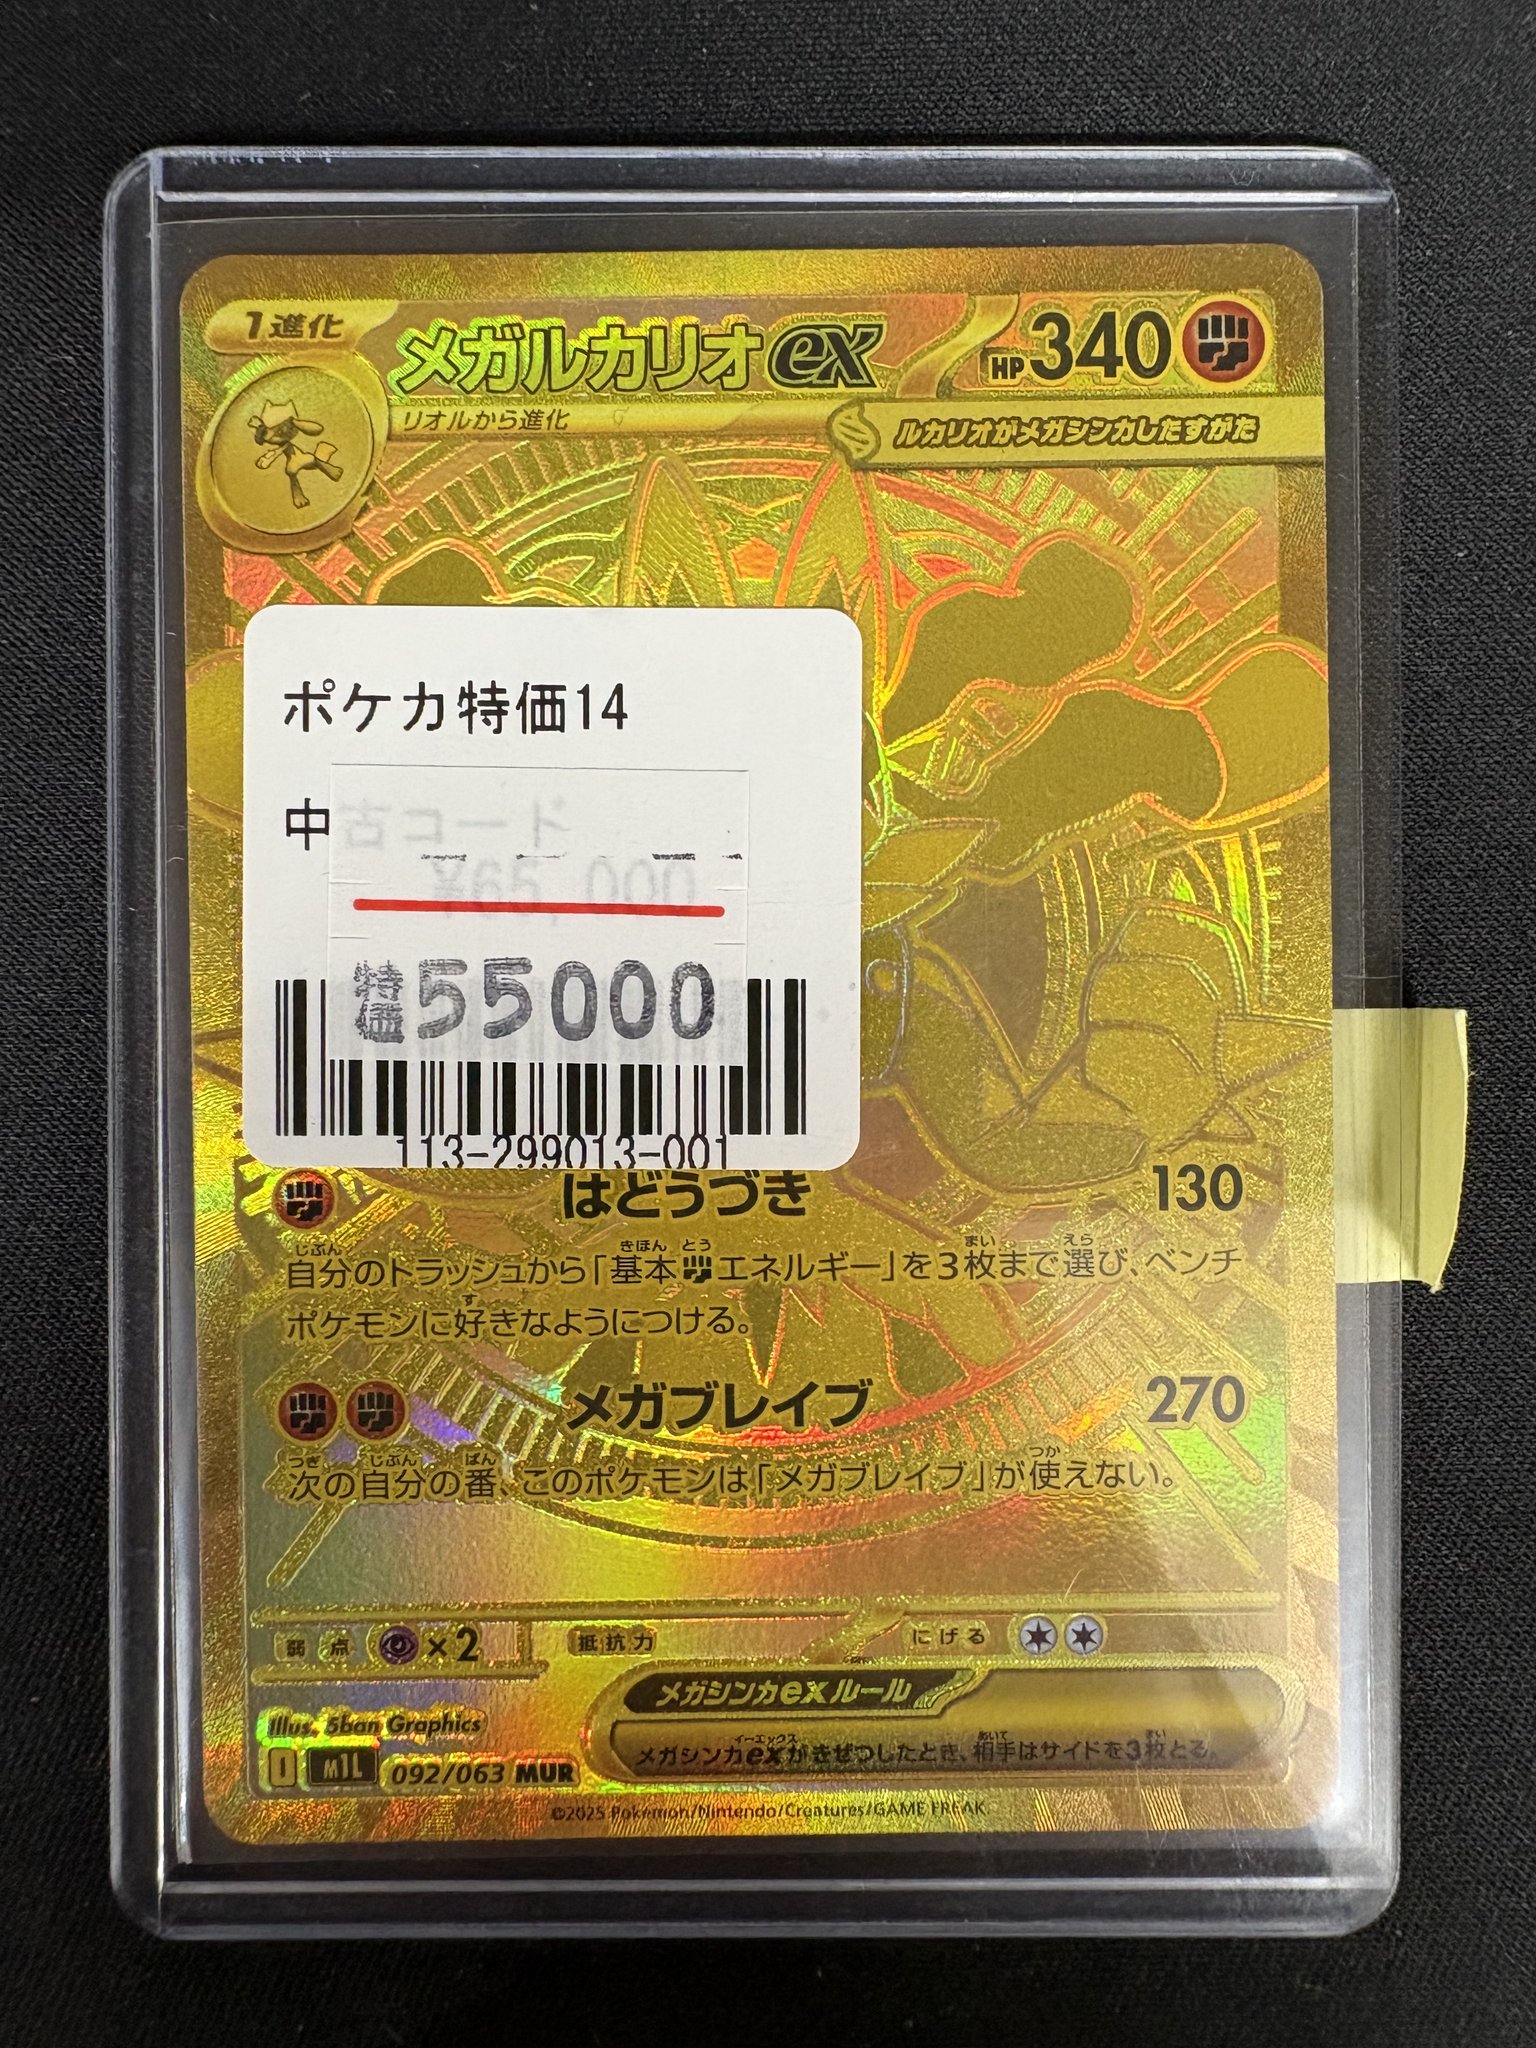 1進化
メガルカリオex
HP340
リオルから進化
ルカリオがメガシンカしたすがた
ポケカ特価14
中古コード
¥65,000
特価 55000
113-299013-001
はどうづき 130
自分のトラッシュから「基本エネルギー」を3枚まで選び、ベンチ
ポケモンに好きなようにつける。
メガブレイブ 270
次の自分の番、このポケモンは「メガブレイブ」が使えない。
弱点 ×2 抵抗力 にげる
メガシンカexルール
メガシンカexがきぜつしたとき、相手はサイドを3枚とる。
Illus. 5ban Graphics
I M1L 092/063 MUR
©2025 Pokémon/Nintendo/Creatures/GAME FREAK.